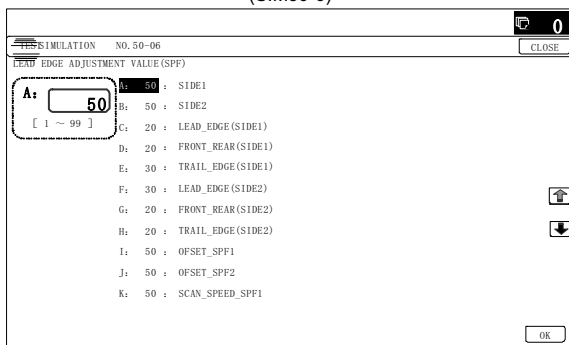 0
TEST SIMULATION NO.50-06
CLOSE
LEAD EDGE ADJUSTMENT VALUE(SPF)
A: 50
[ 1 ~ 99 ]
A: 50 : SIDE1
B: 50 : SIDE2
C: 20 : LEAD_EDGE(SIDE1)
D: 20 : FRONT_REAR(SIDE1)
E: 30 : TRAIL_EDGE(SIDE1)
F: 30 : LEAD_EDGE(SIDE2)
G: 20 : FRONT_REAR(SIDE2)
H: 20 : TRAIL_EDGE(SIDE2)
I: 50 : OFSET_SPF1
J: 50 : OFSET_SPF2
K: 50 : SCAN_SPEED_SPF1
OK